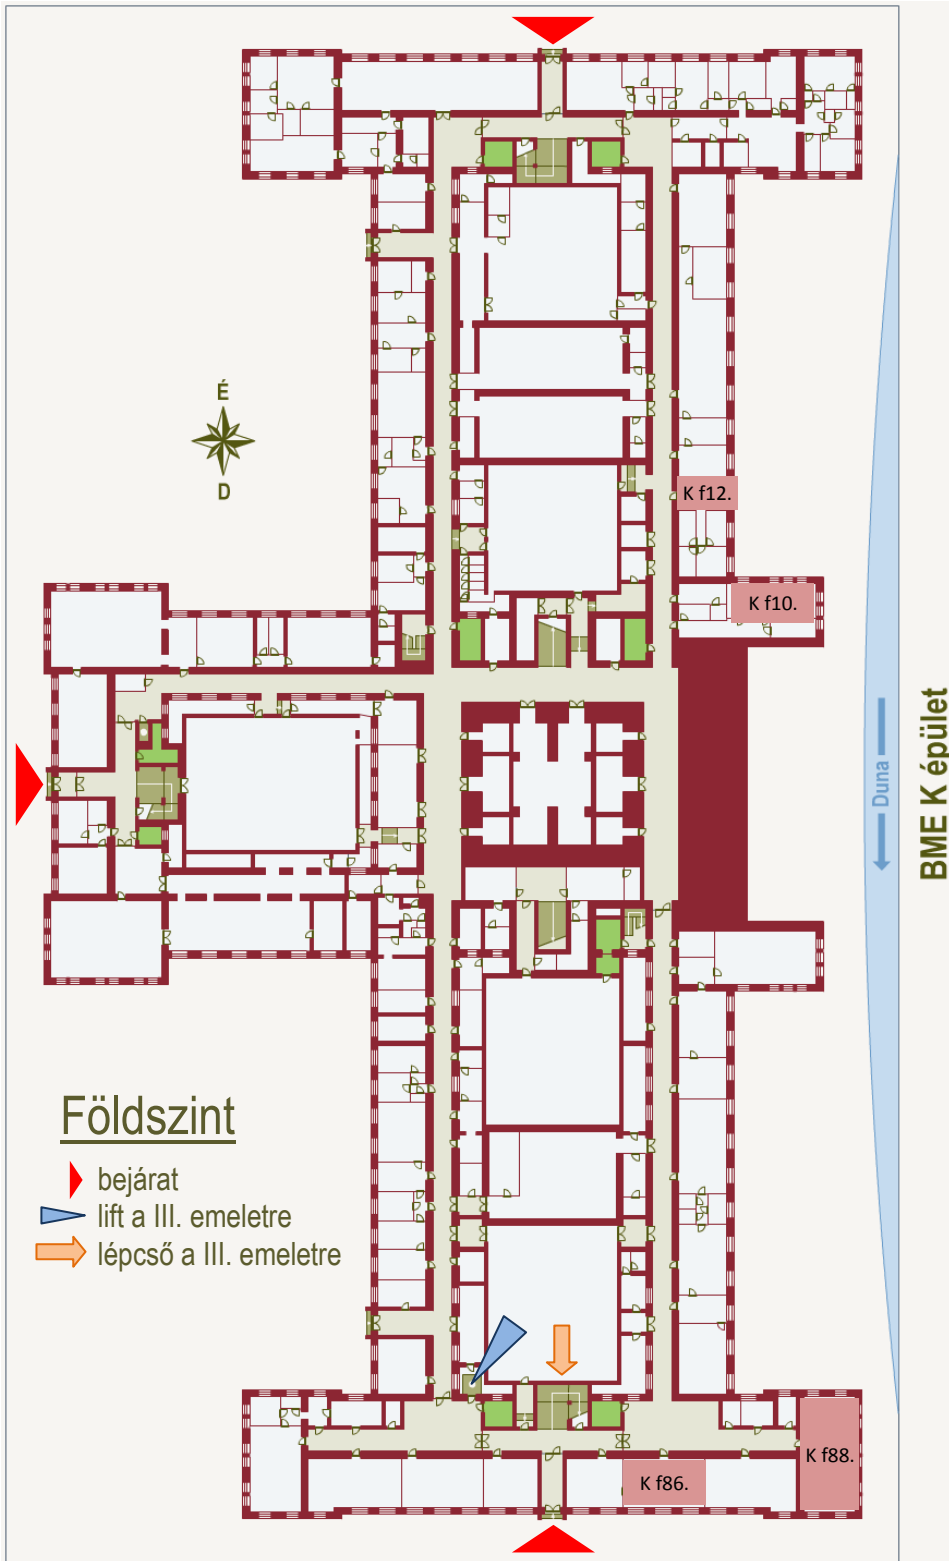 É
D
K f12.
K f10.
Duna
BME K épület
Földszint
bejárat
lift a III. emeletre
lépcső a III. emeletre
K f88.
K f86.